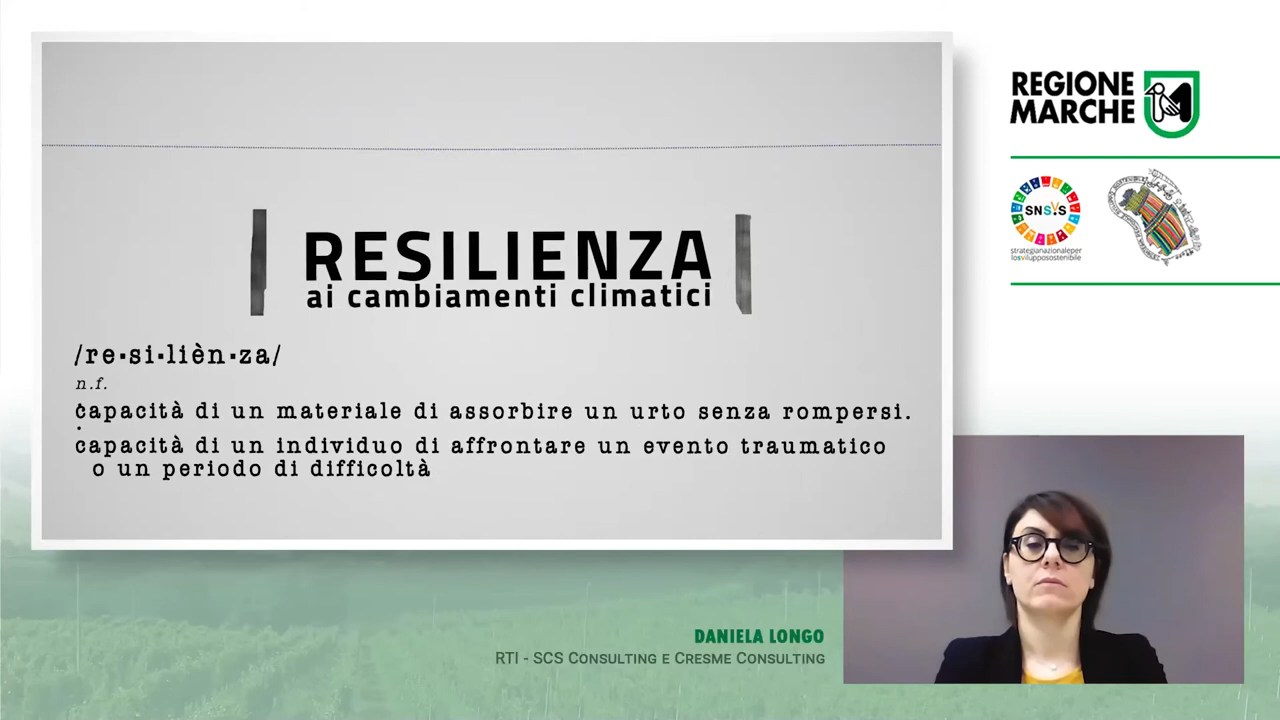 RESILIENZA
ai cambiamenti climatici
/re·si·lièn·za/
n.f.
capacità di un materiale di assorbire un urto senza rompersi.
capacità di un individuo di affrontare un evento traumatico
o un periodo di difficoltà
REGIONE
MARCHE
SNSVS
strategianazionaleper
losvilupposostenibile
DANIELA LONGO
RTI - SCS Consulting e Cresme Consulting